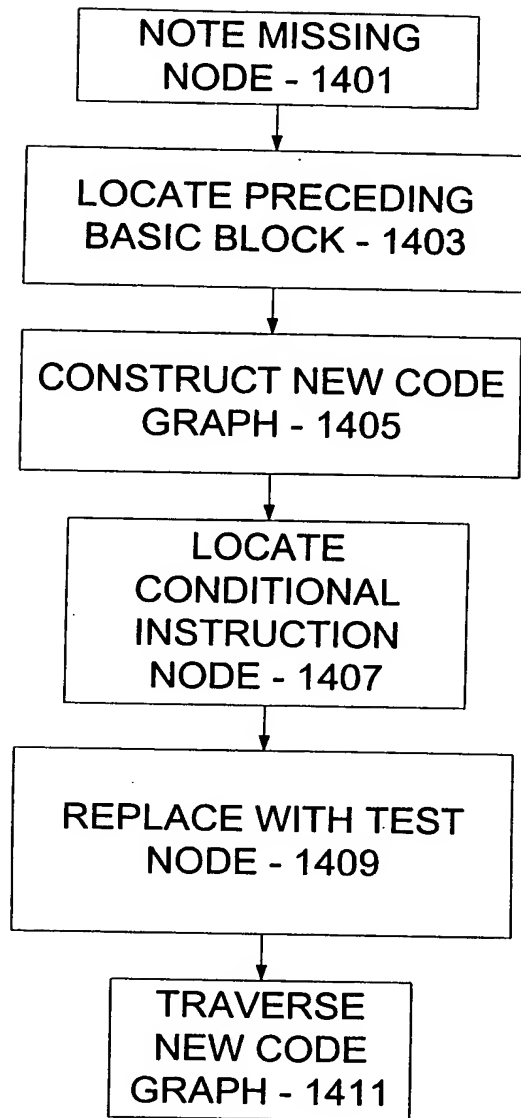 NOTE MISSING
NODE - 1401
LOCATE PRECEDING
BASIC BLOCK - 1403
CONSTRUCT NEW CODE
GRAPH - 1405
LOCATE
CONDITIONAL
INSTRUCTION
NODE - 1407
REPLACE WITH TEST
NODE - 1409
TRAVERSE
NEW CODE
GRAPH - 1411